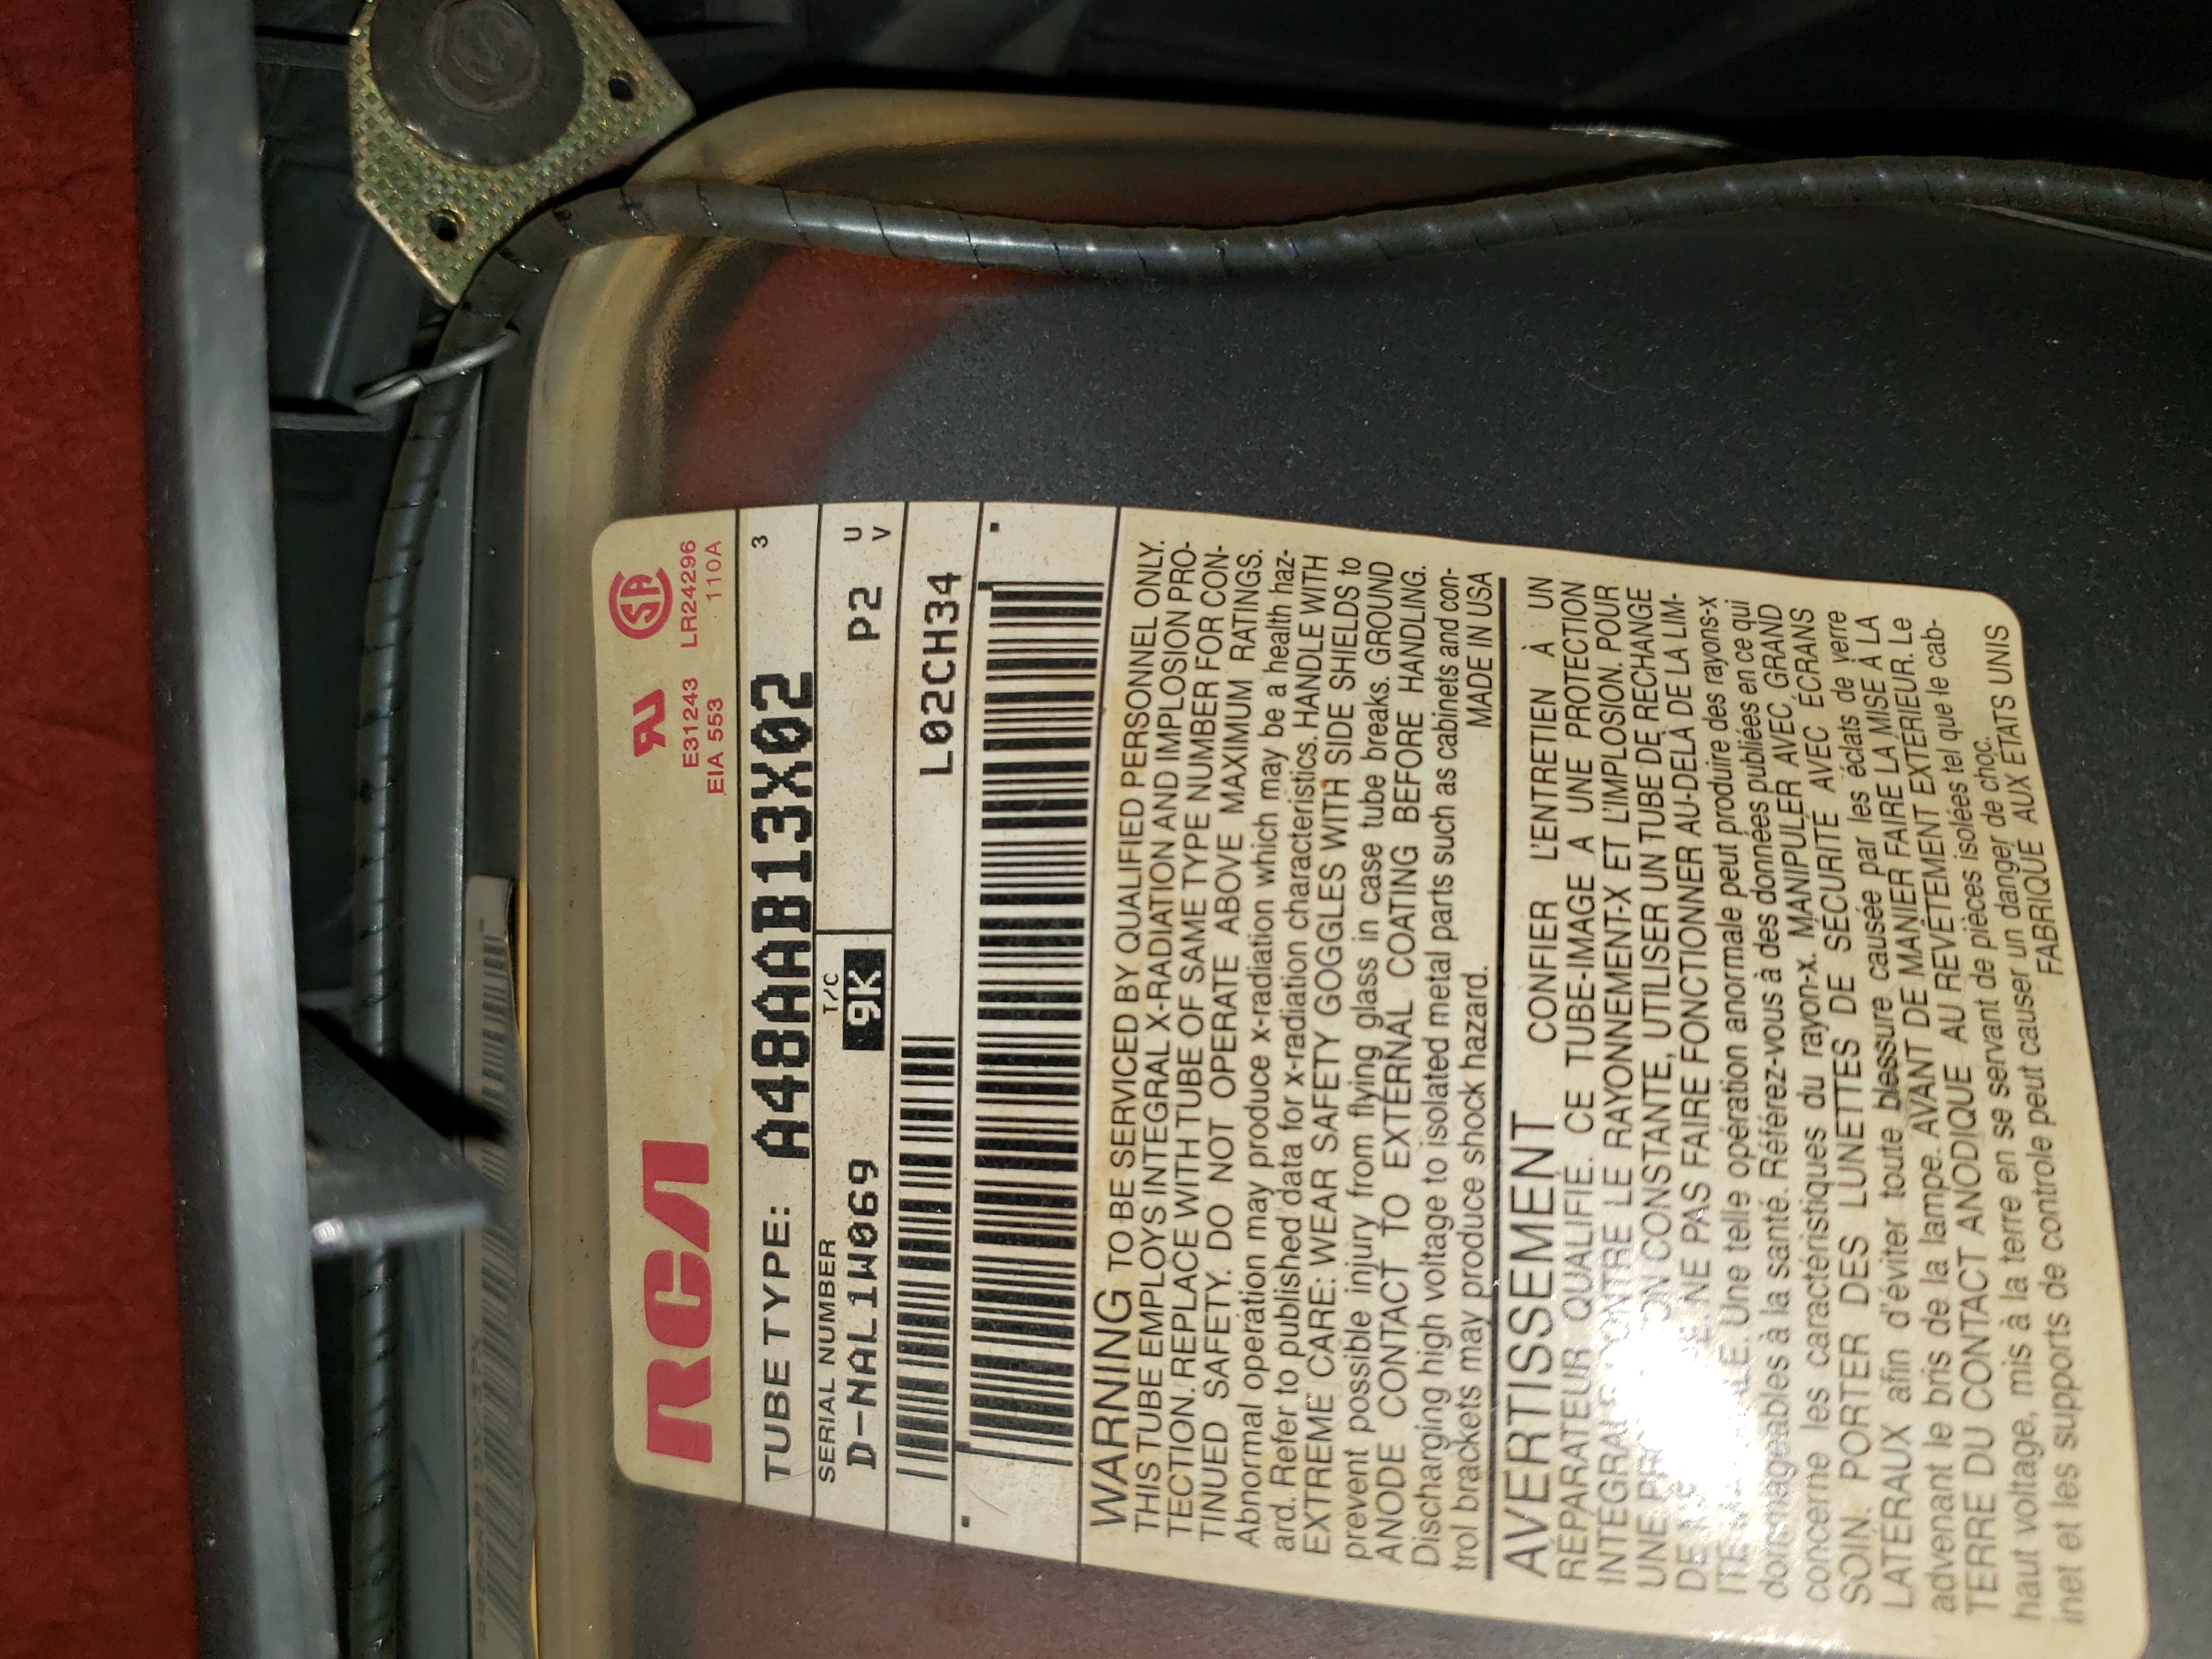 RCA
E31243 LR24296
EIA 553 110A
TUBE TYPE: A48AAB13X02 3
SERIAL NUMBER T/C
D-NAL1W069 9K P2 U V
L02CH34
WARNING TO BE SERVICED BY QUALIFIED PERSONNEL ONLY.
THIS TUBE EMPLOYS INTEGRAL X-RADIATION AND IMPLOSION PRO-
TECTION. REPLACE WITH TUBE OF SAME TYPE NUMBER FOR CON-
TINUED SAFETY. DO NOT OPERATE ABOVE MAXIMUM RATINGS.
Abnormal operation may produce x-radiation which may be a health haz-
ard. Refer to published data for x-radiation characteristics. HANDLE WITH
EXTREME CARE: WEAR SAFETY GOGGLES WITH SIDE SHIELDS to
prevent possible injury from flying glass in case tube breaks. GROUND
ANODE CONTACT TO EXTERNAL COATING BEFORE HANDLING.
Discharging high voltage to isolated metal parts such as cabinets and con-
trol brackets may produce shock hazard. MADE IN USA
AVERTISSEMENT CONFIER L'ENTRETIEN À UN
RÉPARATEUR QUALIFIÉ. CE TUBE-IMAGE A UNE PROTECTION
INTEGRALE CONTRE LE RAYONNEMENT-X ET L'IMPLOSION. POUR
UNE CONSTANTE, UTILISER UN TUBE DE RECHANGE
DE NE PAS FAIRE FONCTIONNER AU-DELÀ DE LA LIM-
Une telle opération anormale peut produire des rayons-x
dommageables à la santé. Référez-vous à des données publiées en ce qui
concerne les caractéristiques du rayon-x. MANIPULER AVEC GRAND
SOIN. PORTER DES LUNETTES DE SÉCURITÉ AVEC ÉCRANS
LATÉRAUX afin d'éviter toute blessure causée par les éclats de verre
advenant le bris de la lampe. AVANT DE MANIER FAIRE LA MISE À LA
TERRE DU CONTACT ANODIQUE AU REVÊTEMENT EXTÉRIEUR. Le
haut voltage, mis à la terre en se servant de pièces isolées tel que le cab-
inet et les supports de controle peut causer un danger de choc.
FABRIQUE AUX ÉTATS UNIS